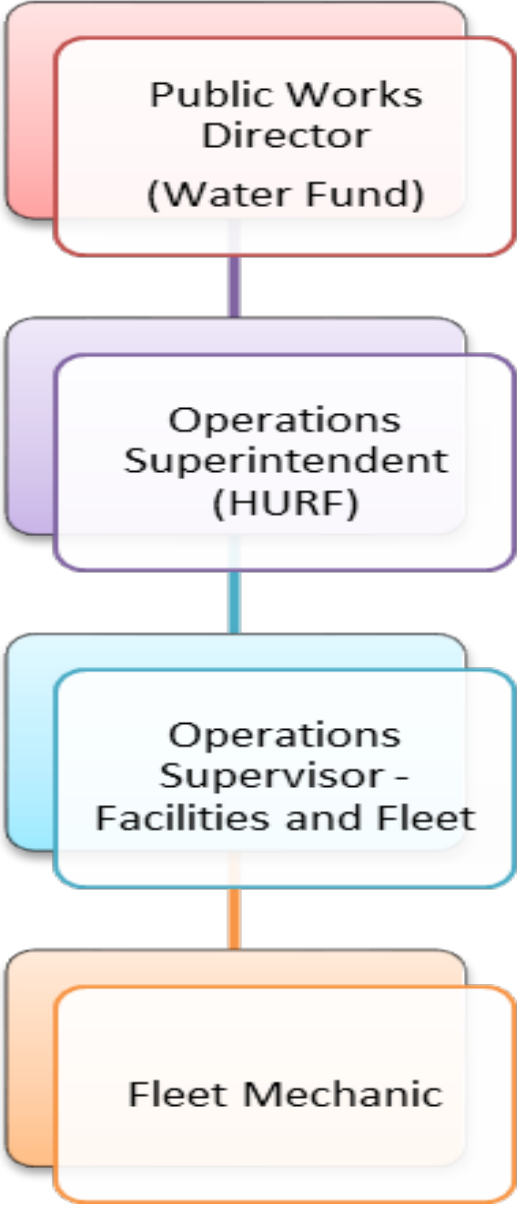 Public Works
Director
(Water Fund)
Operations
Superintendent
(HURF)
Operations
Supervisor -
Facilities and Fleet
Fleet Mechanic